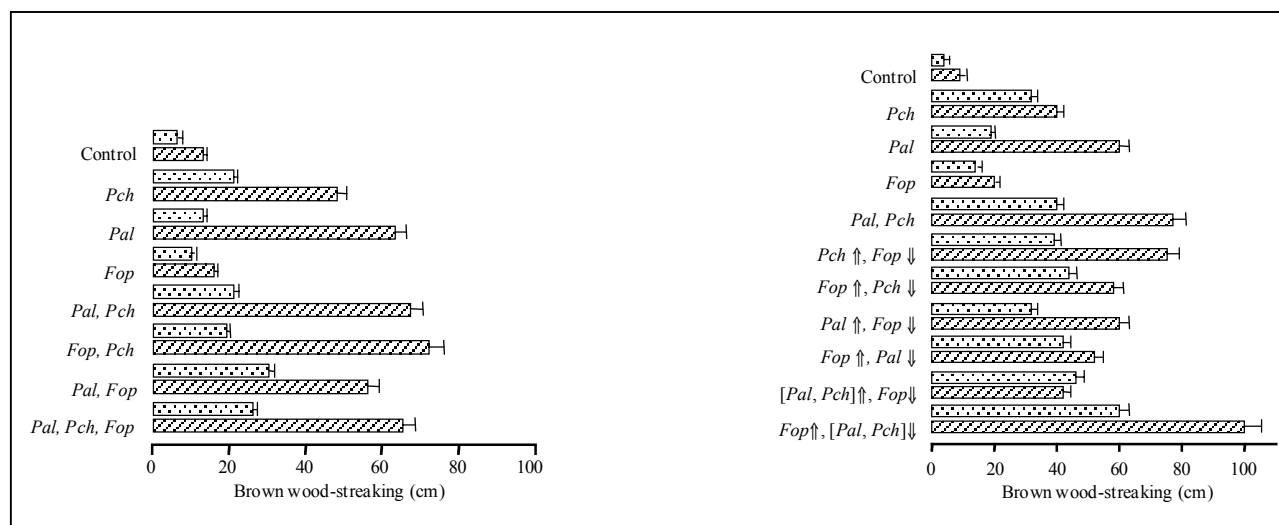 Control
Pch
Pal
Fop
Pal, Pch
Fop, Pch
Pal, Fop
Pal, Pch, Fop
0 20 40 60 80 100
Brown wood-streaking (cm)
Control
Pch
Pal
Fop
Pal, Pch
Pch ⇑, Fop ⇓
Fop ⇑, Pch ⇓
Pal ⇑, Fop ⇓
Fop ⇑, Pal ⇓
[Pal, Pch]⇑, Fop⇓
Fop⇑, [Pal, Pch]⇓
0 20 40 60 80 100
Brown wood-streaking (cm)